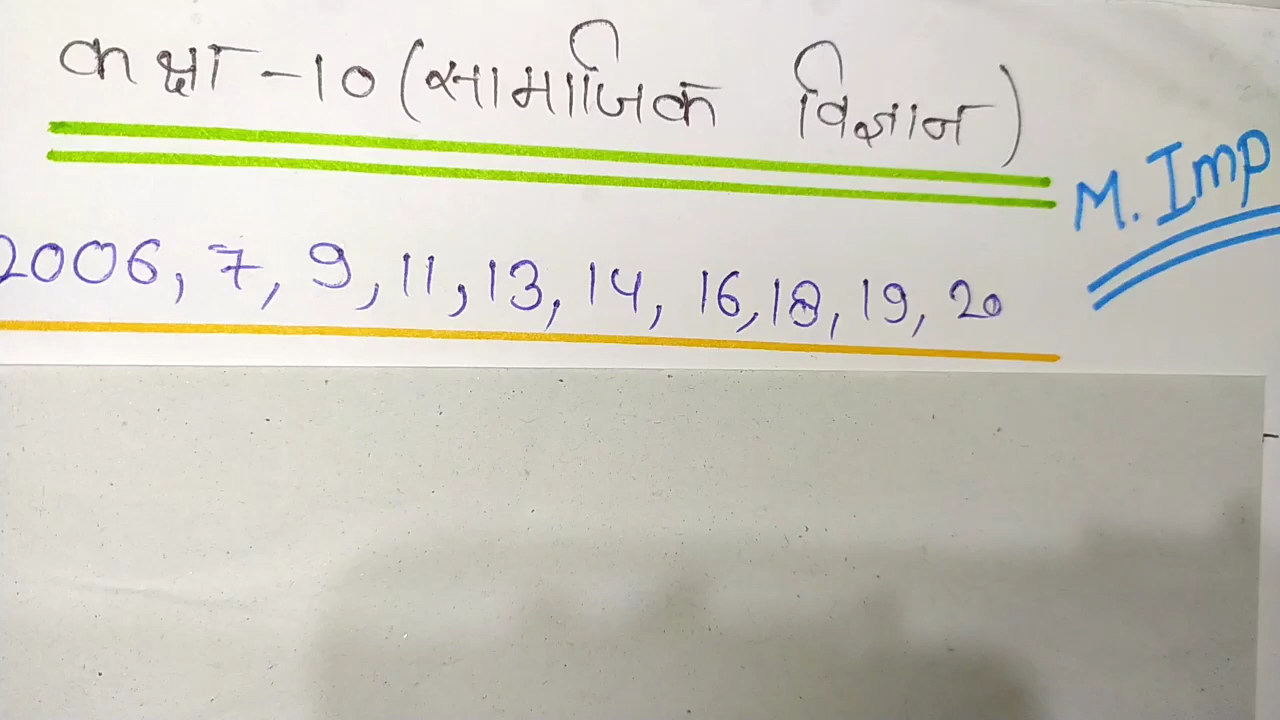 कक्षा -10 (सामाजिक विज्ञान)
M. Imp
2006, 7, 9, 11, 13, 14, 16, 18, 19, 20